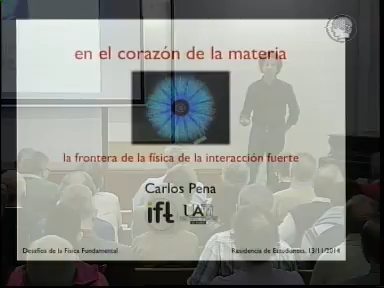 en el corazón de la materia
la frontera de la física de la interacción fuerte
Carlos Pena
ift UAM
Desafíos de la Física Fundamental
Residencia de Estudiantes, 13/11/2014